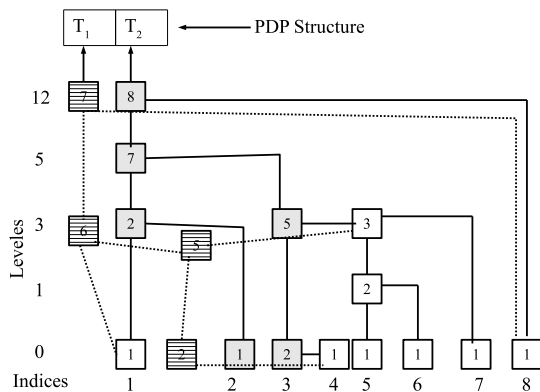 T1 T2 PDP Structure
12 7 8
5 7
3 6 2 5 5 3
1 2
0 1 2 1 2 1 1 1 1 1
Leveles
Indices 1 2 3 4 5 6 7 8